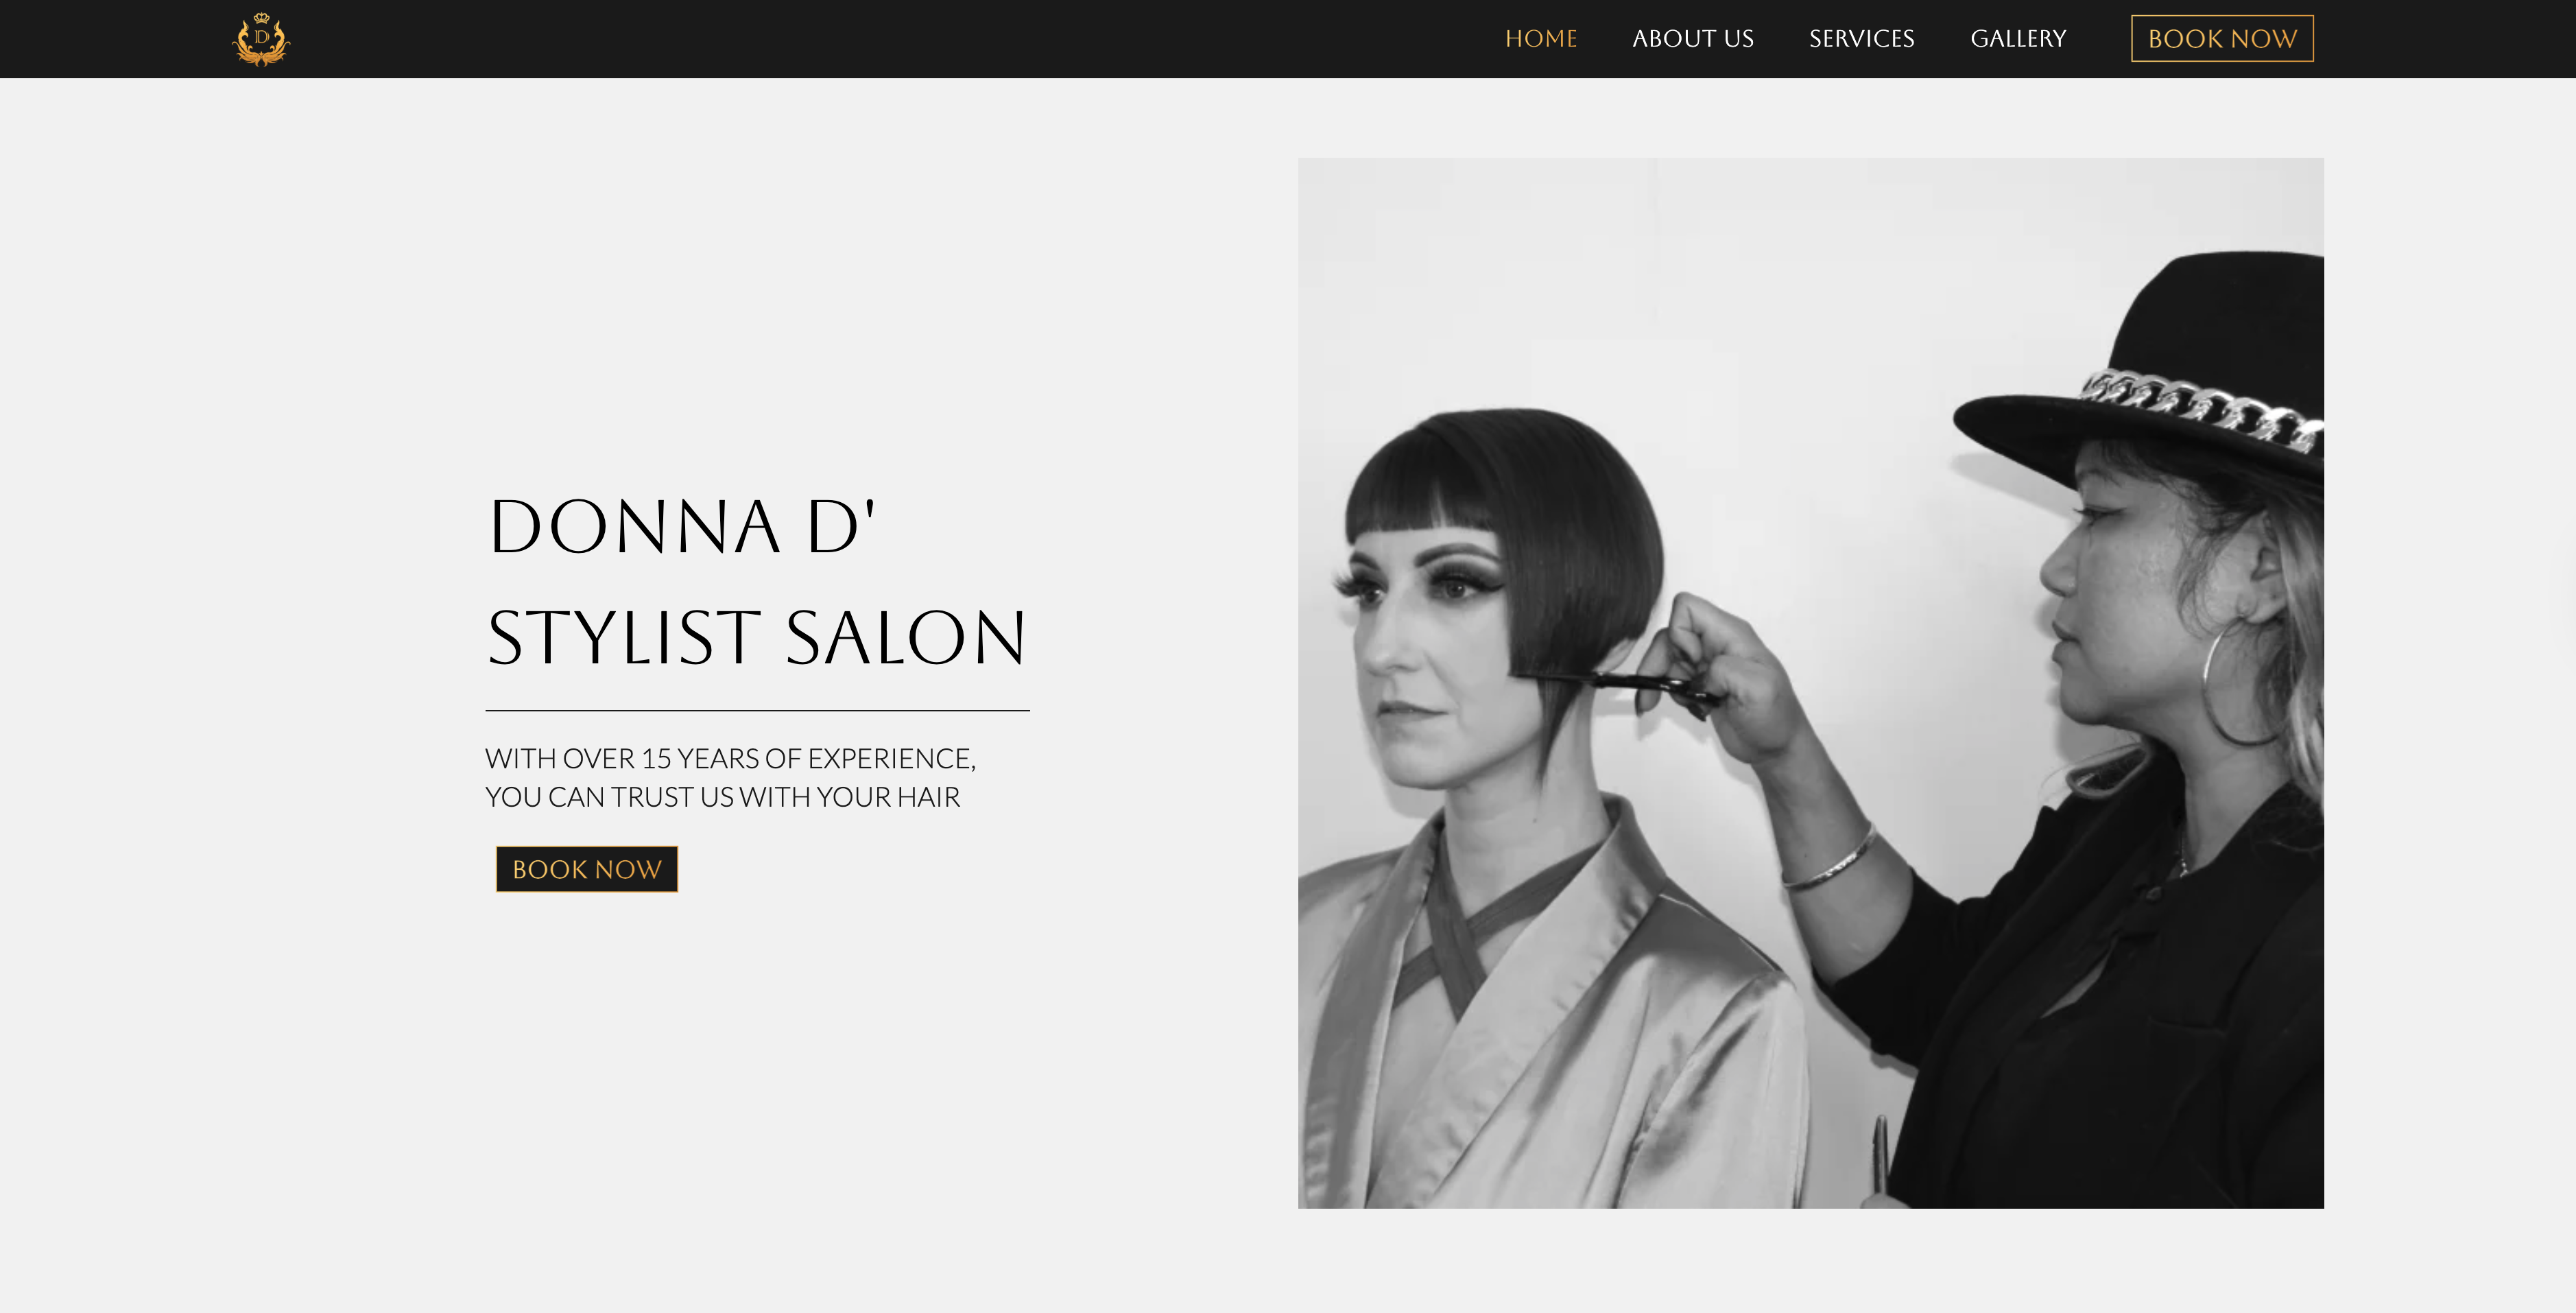 D
HOME
ABOUT US
SERVICES
GALLERY
BOOK NOW
DONNA D'
STYLIST SALON
WITH OVER 15 YEARS OF EXPERIENCE,
YOU CAN TRUST US WITH YOUR HAIR
BOOK NOW